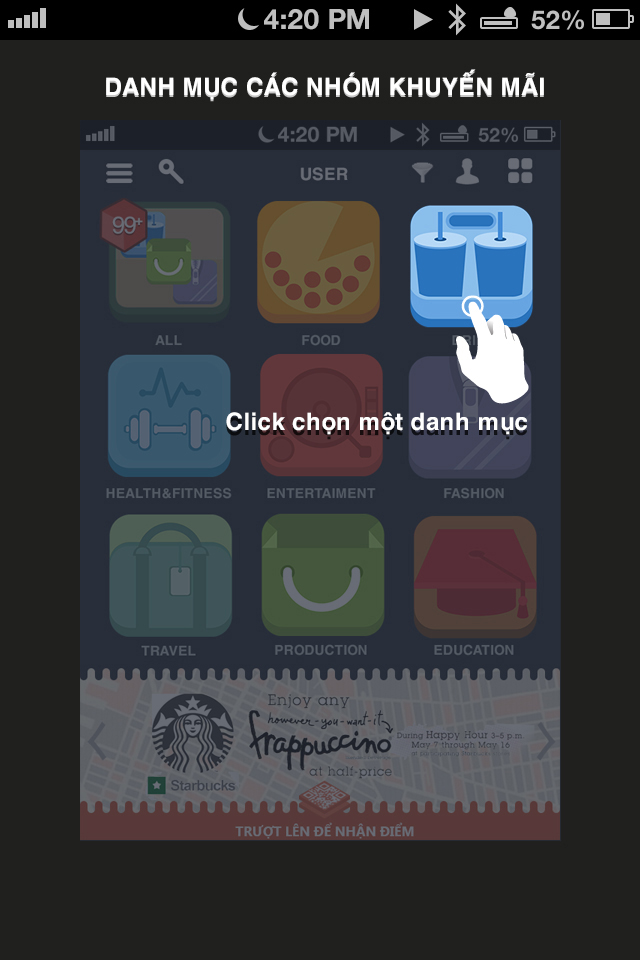 4:20 PM
52%
DANH MỤC CÁC NHÓM KHUYẾN MÃI
4:20 PM
52%
USER
99+
ALL
FOOD
Click chọn một danh mục
HEALTH&FITNESS
ENTERTAIMENT
FASHION
TRAVEL
PRODUCTION
EDUCATION
Enjoy any
however-you-want-it
frappuccino
at half-price
During Happy Hour 3-5 p.m.
May 7 through May 16
Starbucks
TRƯỢT LÊN ĐỂ NHẬN ĐIỂM